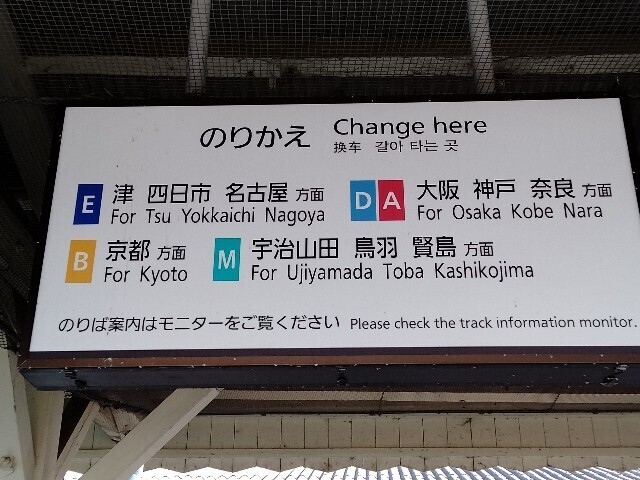 のりかえ Change here
換车 갈아 타는 곳
E 津 四日市 名古屋 方面
For Tsu Yokkaichi Nagoya
D A 大阪 神戸 奈良 方面
For Osaka Kobe Nara
B 京都 方面
For Kyoto
M 宇治山田 鳥羽 賢島 方面
For Ujiyamada Toba Kashikojima
のりば案内はモニターをご覧ください Please check the track information monitor.